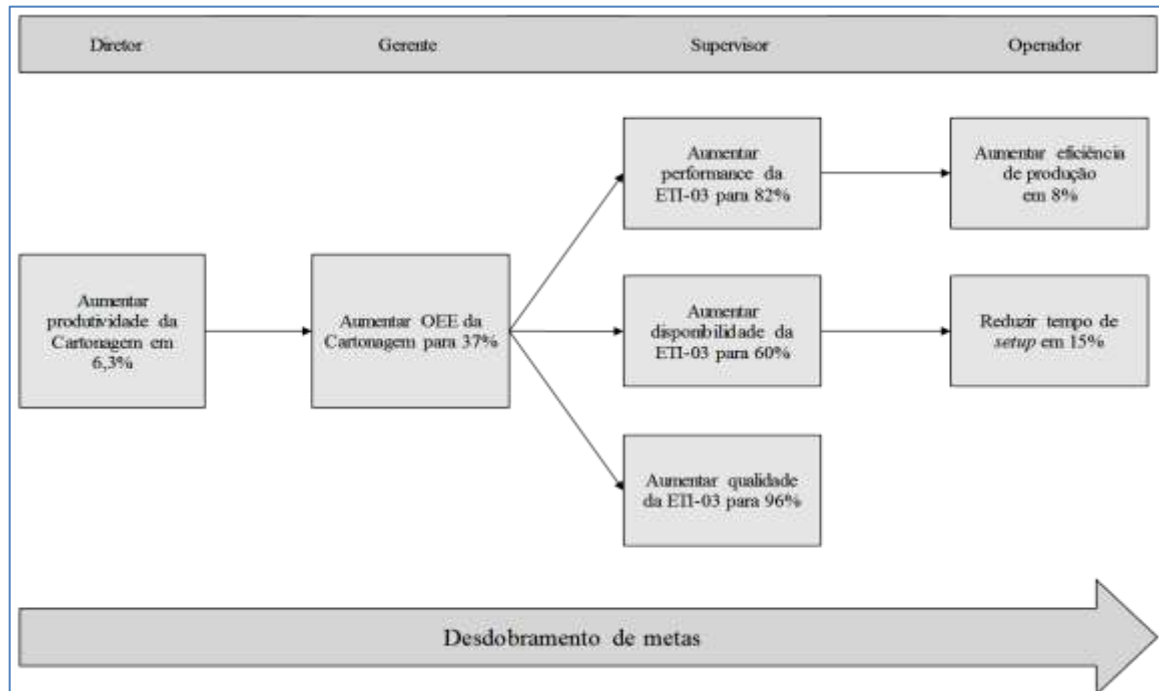 Diretor
Gerente
Supervisor
Operador
Aumentar
produtividade da
Cartonagem em
6,3%
Aumentar OEE da
Cartonagem para 37%
Aumentar
performance da
ETI-03 para 82%
Aumentar eficiência
de produção
em 8%
Aumentar
disponibilidade da
ETI-03 para 60%
Reduzir tempo de
setup em 15%
Aumentar qualidade
da ETI-03 para 96%
Desdobramento de metas